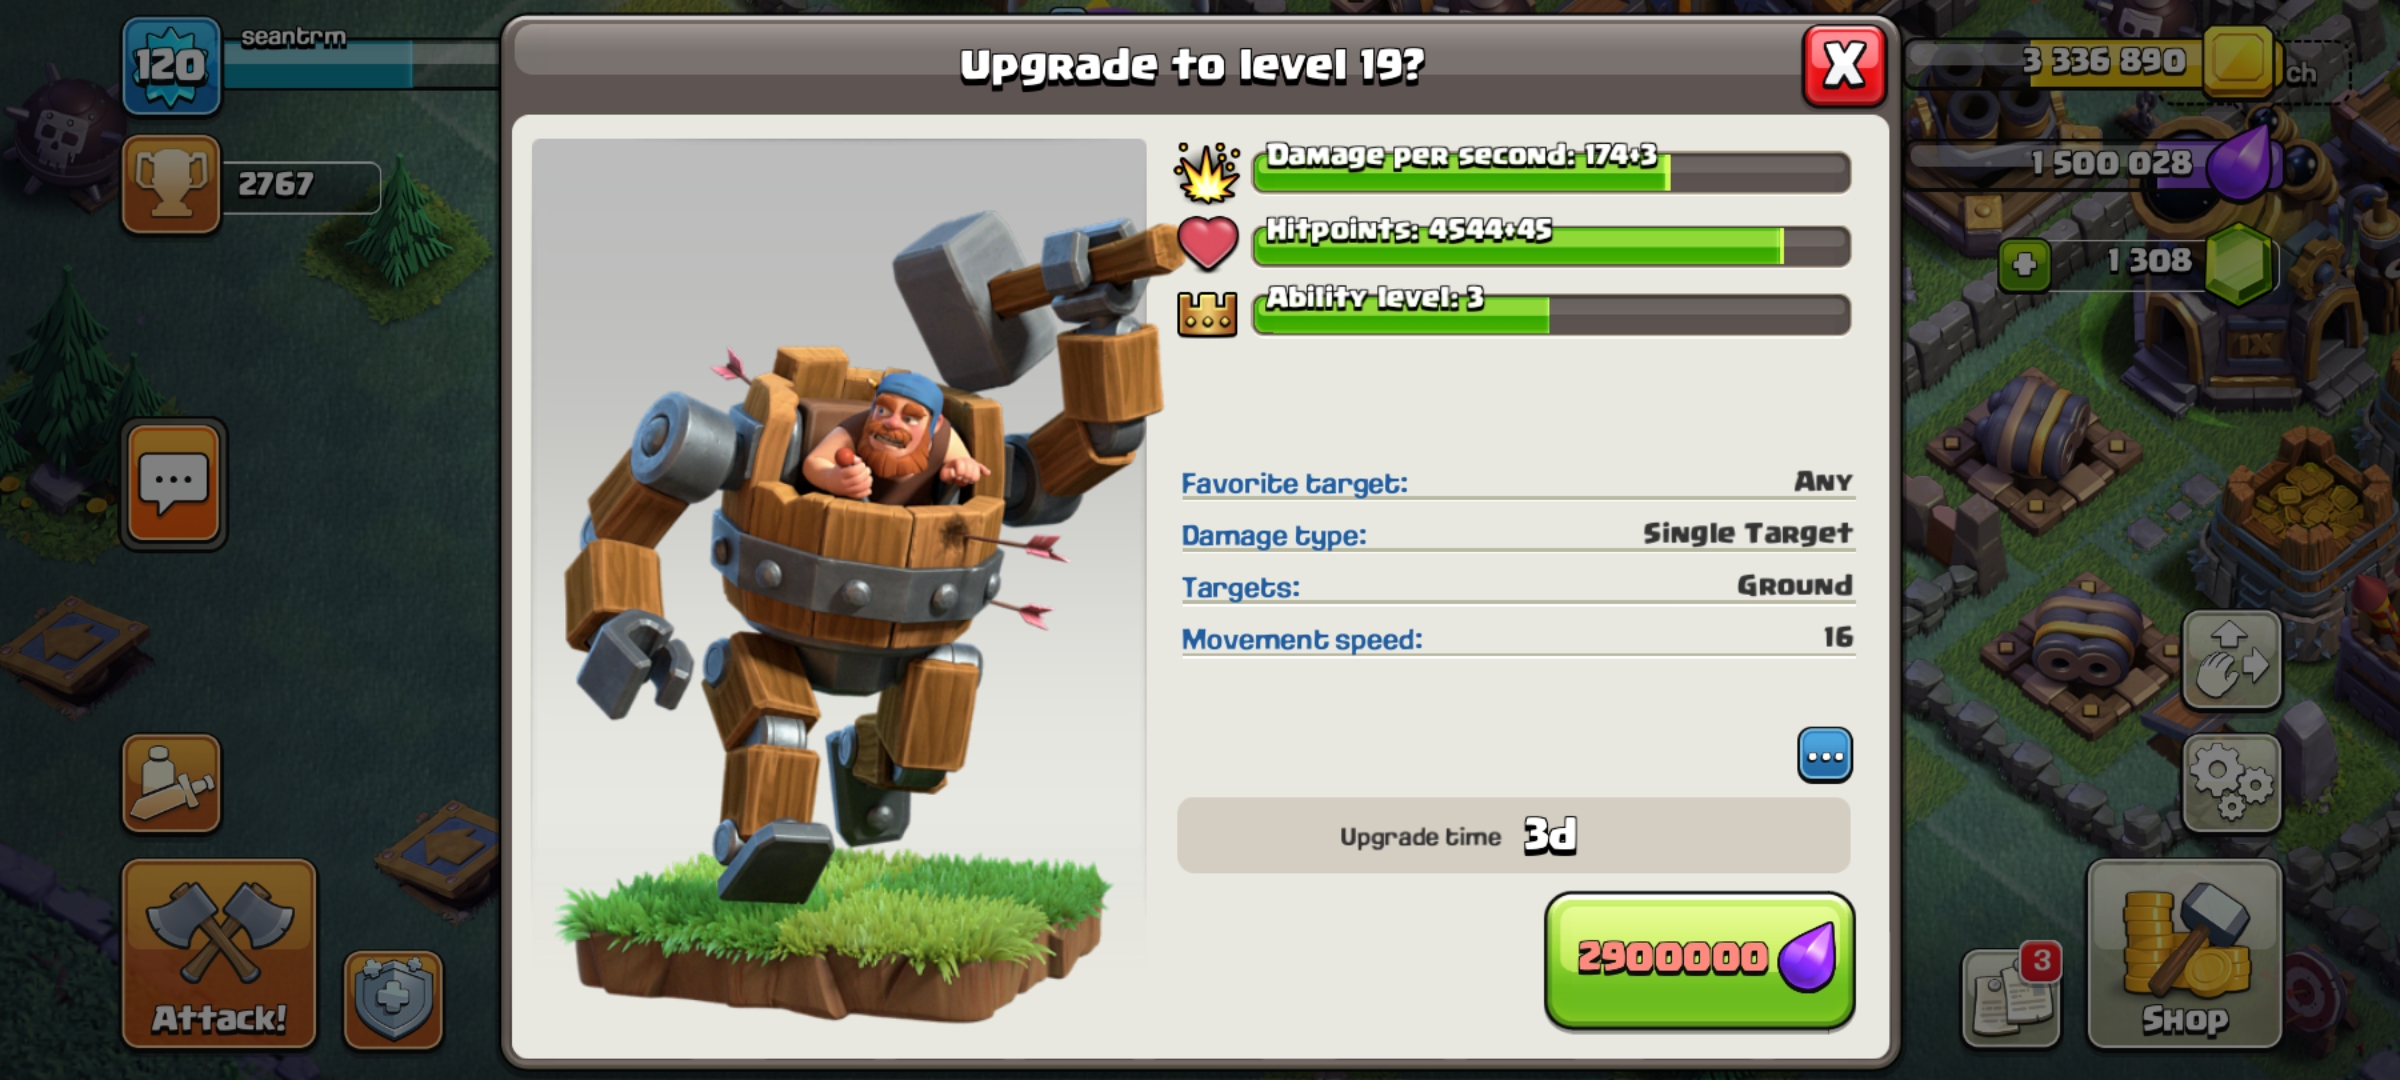 120
seantrm
Upgrade to level 19?
X
3 336 890
ch
2767
Damage per second: 174+3
1 500 028
Hitpoints: 4544+45
1 308
Ability level: 3
IX
Favorite target: Any
Damage type: Single Target
Targets: Ground
Movement speed: 16
Upgrade time 3d
2900000
3
Attack!
Shop